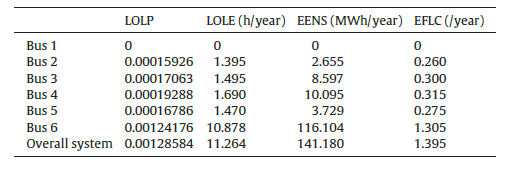 LOLP LOLE (h/year) EENS (MWh/year) EFLC (/year)
Bus 1 0 0 0 0
Bus 2 0.00015926 1.395 2.655 0.260
Bus 3 0.00017063 1.495 8.597 0.300
Bus 4 0.00019288 1.690 10.095 0.315
Bus 5 0.00016786 1.470 3.729 0.275
Bus 6 0.00124176 10.878 116.104 1.305
Overall system 0.00128584 11.264 141.180 1.395